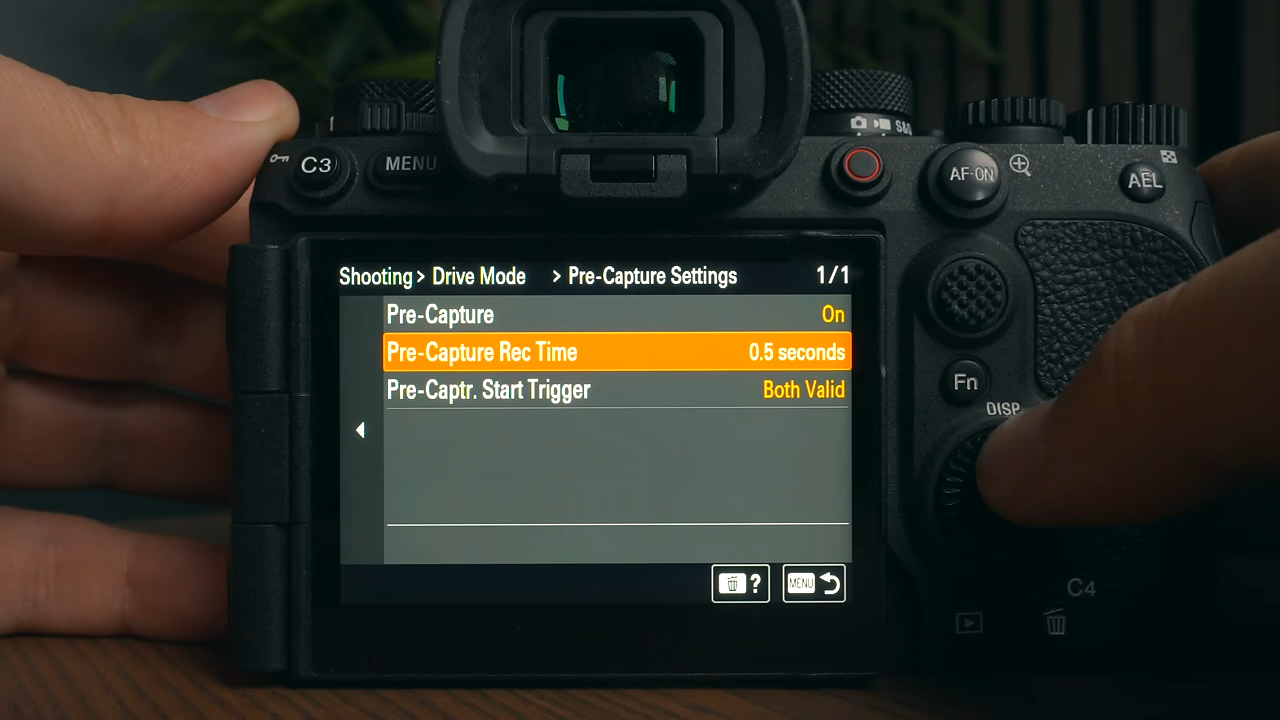 C3
MENU
S&Q
AF-ON
AEL
Shooting > Drive Mode > Pre-Capture Settings 1/1
Pre-Capture On
Pre-Capture Rec Time 0.5 seconds
Pre-Captr. Start Trigger Both Valid
?
MENU
Fn
DISP
C4